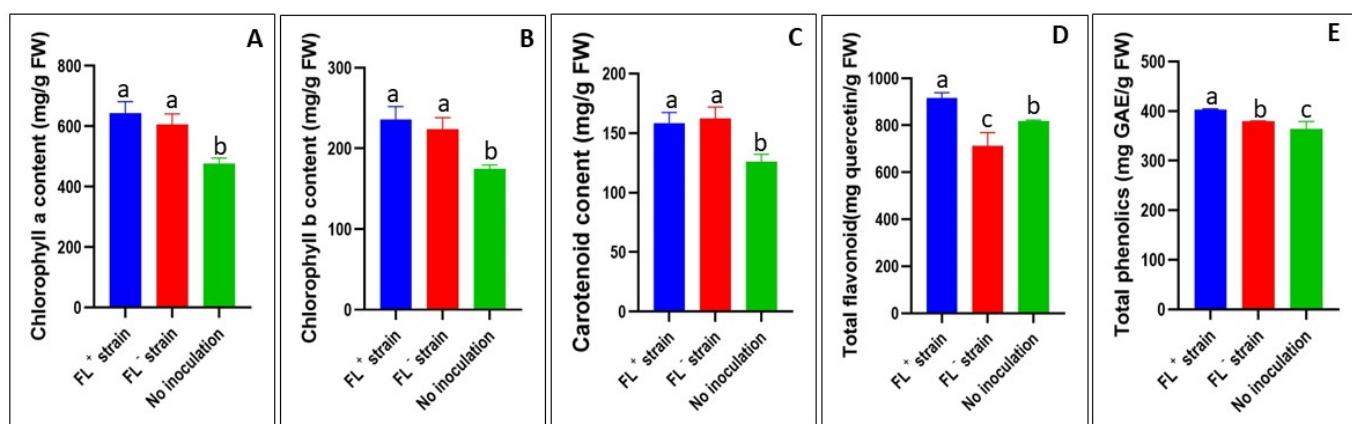 A
Chlorophyll a content (mg/g FW)
800
600
400
200
0
a
a
b
FL+ strain
FL- strain
No inoculation
B
Chlorophyll b content (mg/g FW)
300
200
100
0
a
a
b
FL+ strain
FL- strain
No inoculation
C
Carotenoid conent (mg/g FW)
200
150
100
50
0
a
a
b
FL+ strain
FL- strain
No inoculation
D
Total flavonoid(mg quercetin/g FW)
1000
800
600
400
200
0
a
c
b
FL+ strain
FL- strain
No inoculation
E
Total phenolics (mg GAE/g FW)
500
400
300
200
100
0
a
b
c
FL+ strain
FL- strain
No inoculation